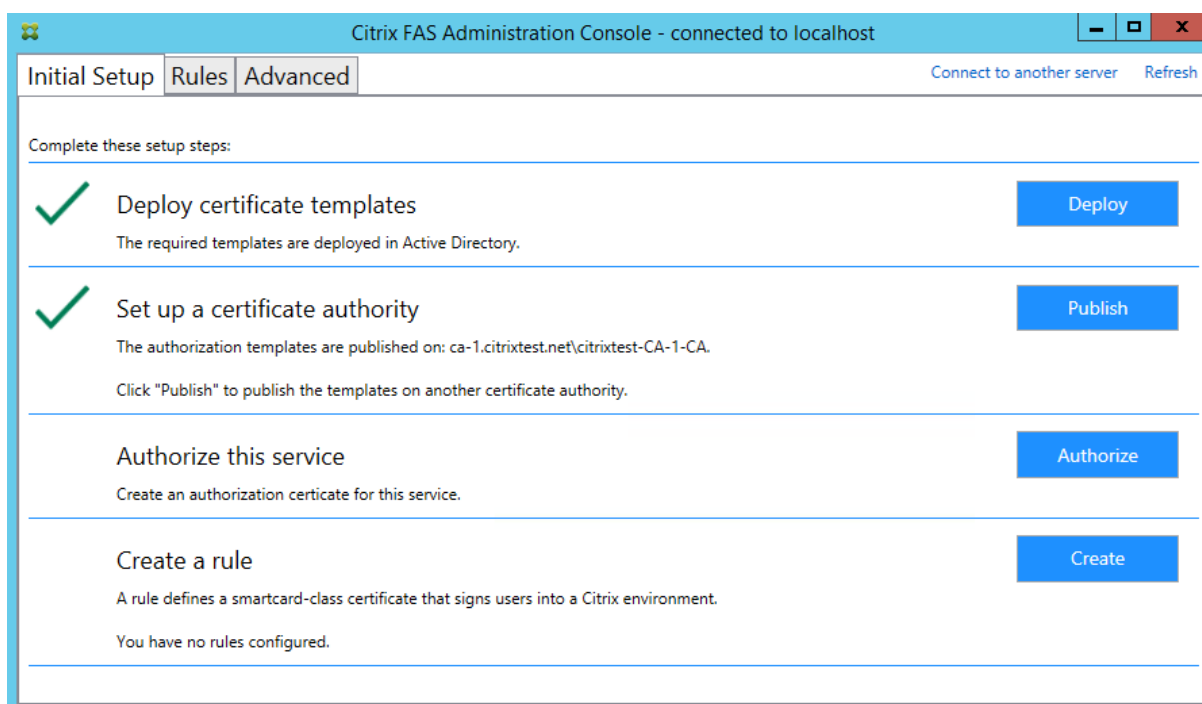 Citrix FAS Administration Console - connected to localhost
Initial Setup Rules Advanced Connect to another server Refresh
Complete these setup steps:
Deploy certificate templates Deploy
The required templates are deployed in Active Directory.
Set up a certificate authority Publish
The authorization templates are published on: ca-1.citrixtest.net\citrixtest-CA-1-CA.
Click "Publish" to publish the templates on another certificate authority.
Authorize this service Authorize
Create an authorization certicate for this service.
Create a rule Create
A rule defines a smartcard-class certificate that signs users into a Citrix environment.
You have no rules configured.